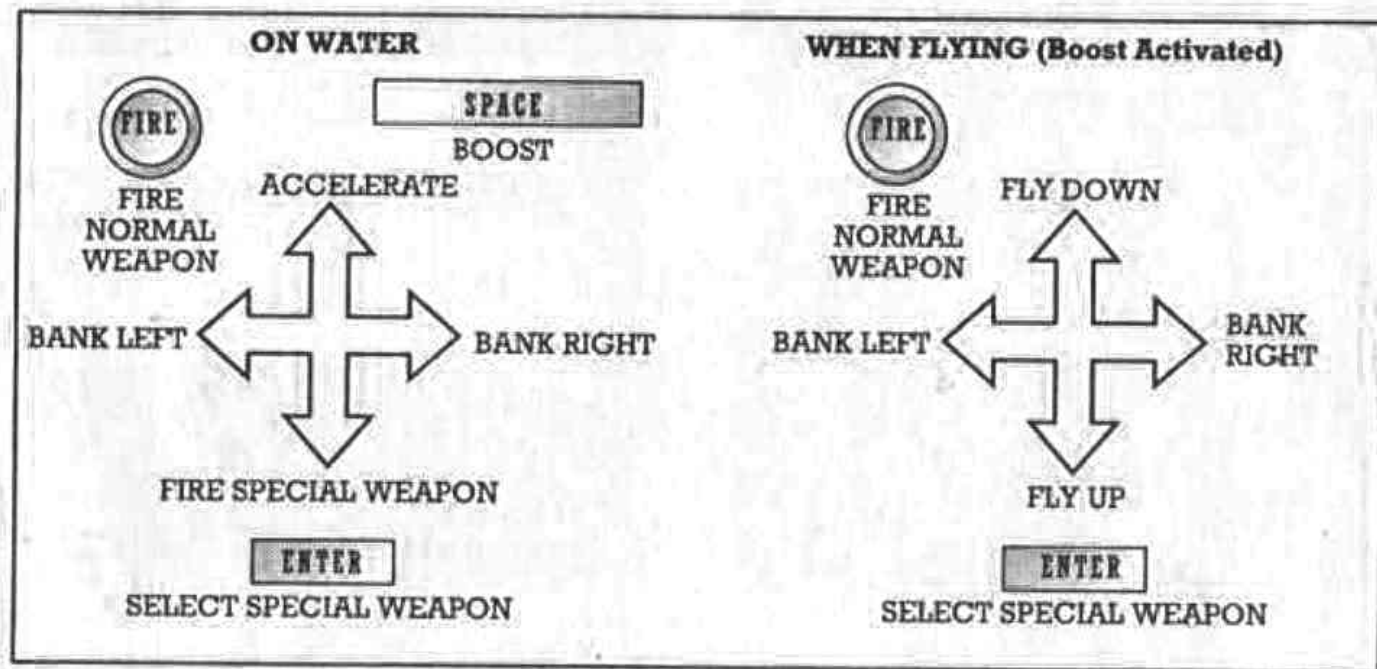 ON WATER
FIRE
SPACE
BOOST
FIRE
NORMAL
WEAPON
ACCELERATE
BANK LEFT
BANK RIGHT
FIRE SPECIAL WEAPON
ENTER
SELECT SPECIAL WEAPON
WHEN FLYING (Boost Activated)
FIRE
FIRE
NORMAL
WEAPON
FLY DOWN
BANK LEFT
BANK
RIGHT
FLY UP
ENTER
SELECT SPECIAL WEAPON